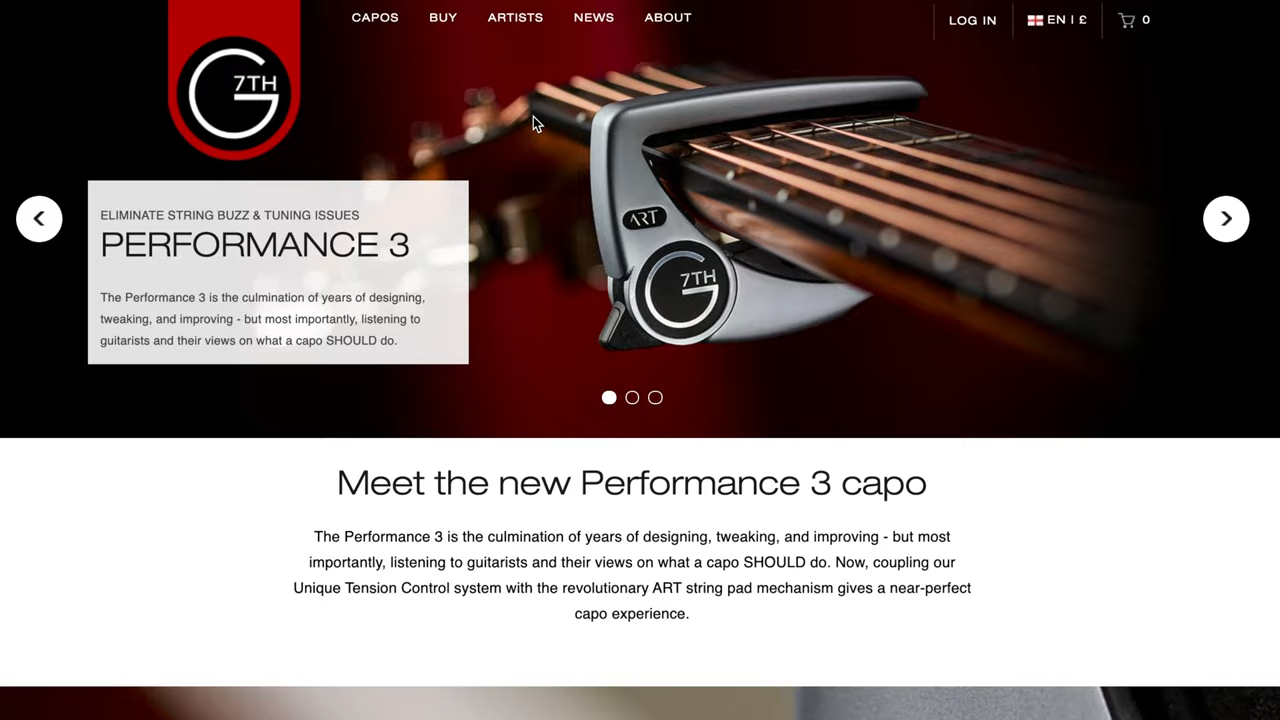 CAPOS BUY ARTISTS NEWS ABOUT LOG IN EN | £ 0
7TH
G
ELIMINATE STRING BUZZ & TUNING ISSUES
PERFORMANCE 3
The Performance 3 is the culmination of years of designing,
tweaking, and improving - but most importantly, listening to
guitarists and their views on what a capo SHOULD do.
ART
7TH
G
Meet the new Performance 3 capo
The Performance 3 is the culmination of years of designing, tweaking, and improving - but most
importantly, listening to guitarists and their views on what a capo SHOULD do. Now, coupling our
Unique Tension Control system with the revolutionary ART string pad mechanism gives a near-perfect
capo experience.